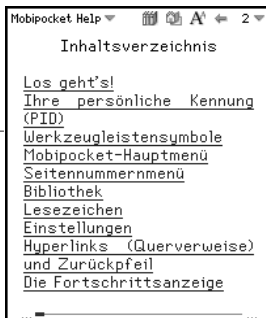 Mobipocket Help 2
Inhaltsverzeichnis
Los geht's!
Ihre persönliche Kennung
(PID)
Werkzeugleistensymbole
Mobipocket-Hauptmenü
Seitennummernmenü
Bibliothek
Lesezeichen
Einstellungen
Hyperlinks (Querverweise)
und Zurückpfeil
Die Fortschrittsanzeige